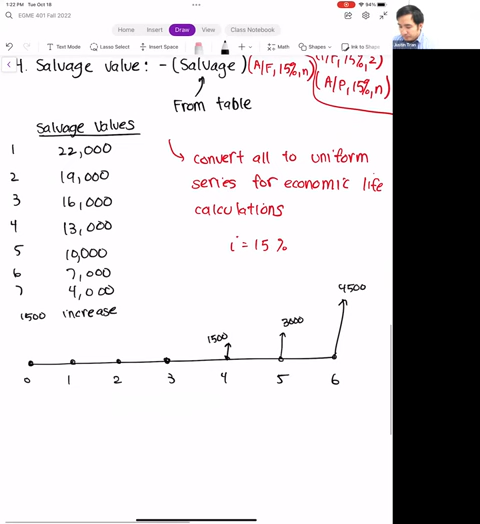 1:22 PM Tue Oct 18
94%
EGME 401 Fall 2022
Insert
Draw
View
Class Notebook
Text Mode
Lasso Select
Insert Space
Math
Shapes
Ink to Shape
Justin Tran
4. Salvage value: - (Salvage) (A/F, 15%, n)
15%, 2)
(A/P, 15%, n)
From table
Salvage Values
1 22,000
2 19,000
3 16,000
4 13,000
5 10,000
6 7,000
7 4,000
1500 increase
convert all to uniform
series for economic life
calculations
i = 15 %
1500
3000
4500
0 1 2 3 4 5 6